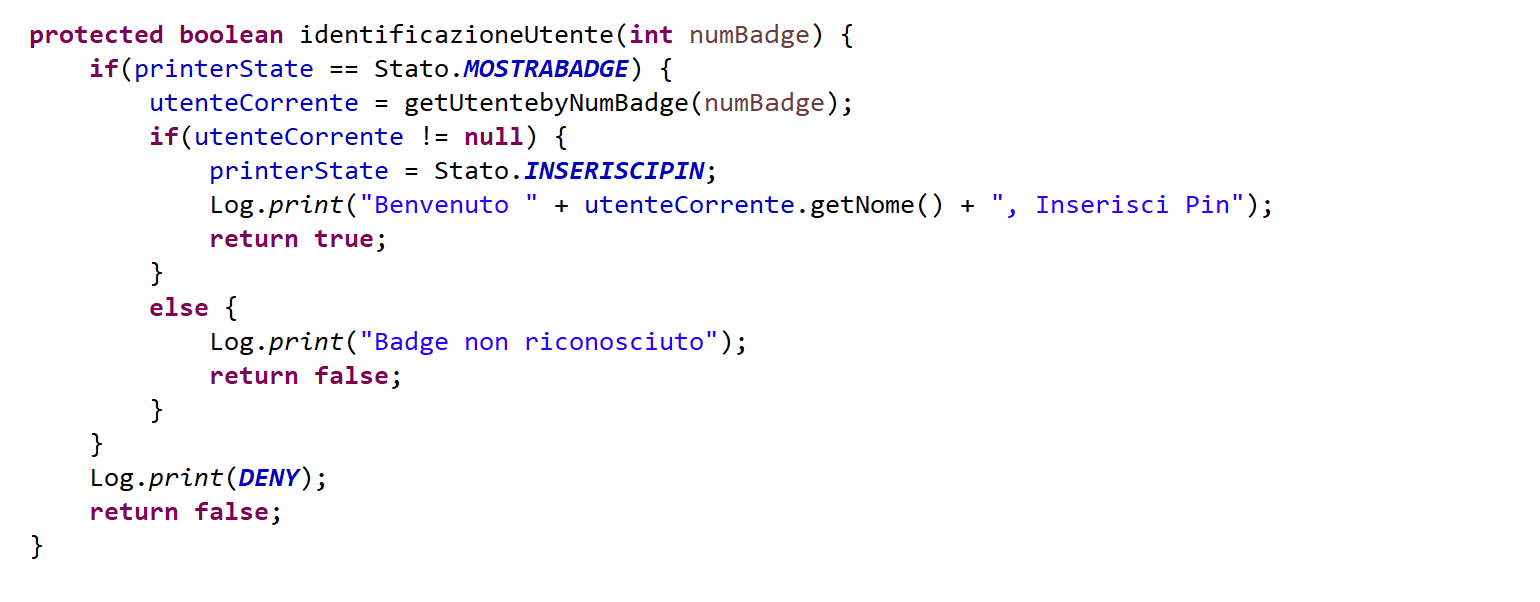 protected boolean identificazioneUtente(int numBadge) {
    if(printerState == Stato.MOSTRABADGE) {
        utenteCorrente = getUtentebyNumBadge(numBadge);
        if(utenteCorrente != null) {
            printerState = Stato.INSERISCIPIN;
            Log.print("Benvenuto " + utenteCorrente.getNome() + ", Inserisci Pin");
            return true;
        }
        else {
            Log.print("Badge non riconosciuto");
            return false;
        }
    }
    Log.print(DENY);
    return false;
}